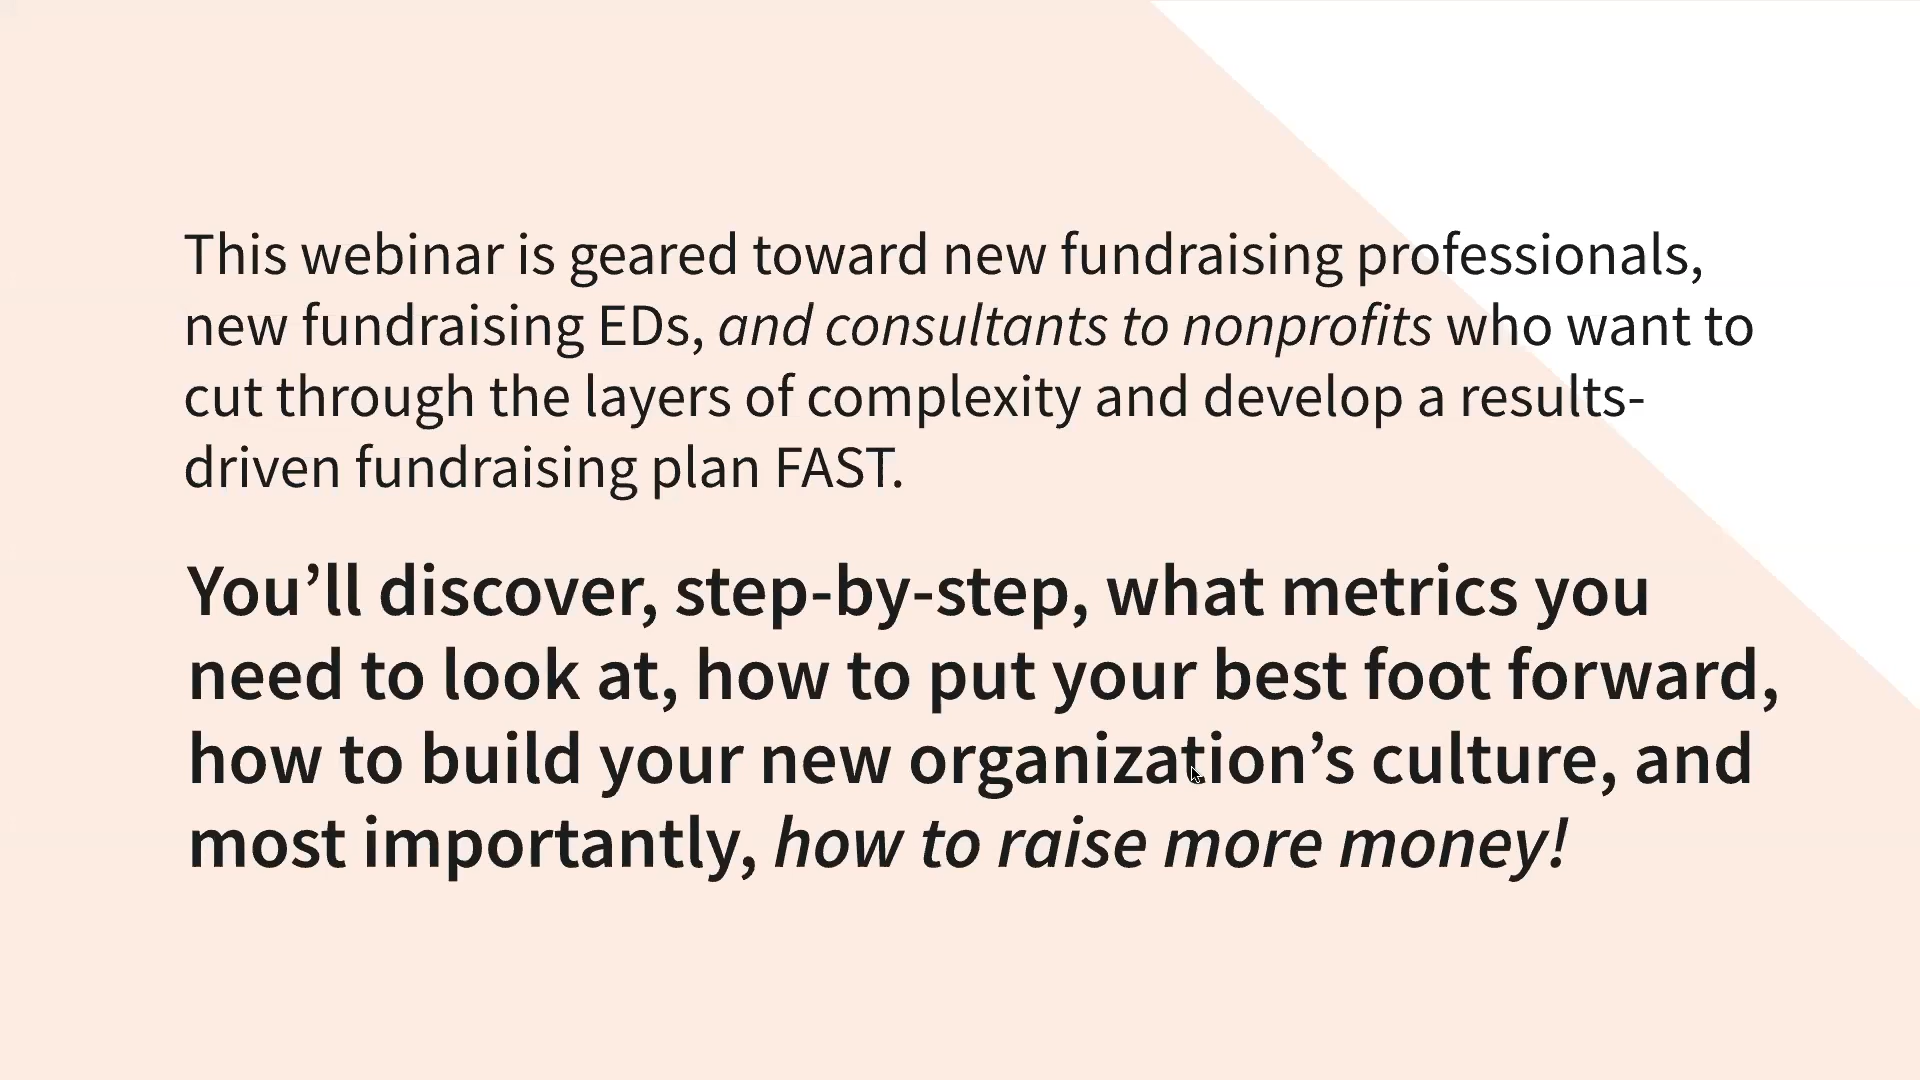 This webinar is geared toward new fundraising professionals,
new fundraising EDs, and consultants to nonprofits who want to
cut through the layers of complexity and develop a results-
driven fundraising plan FAST.
You’ll discover, step-by-step, what metrics you
need to look at, how to put your best foot forward,
how to build your new organization’s culture, and
most importantly, how to raise more money!